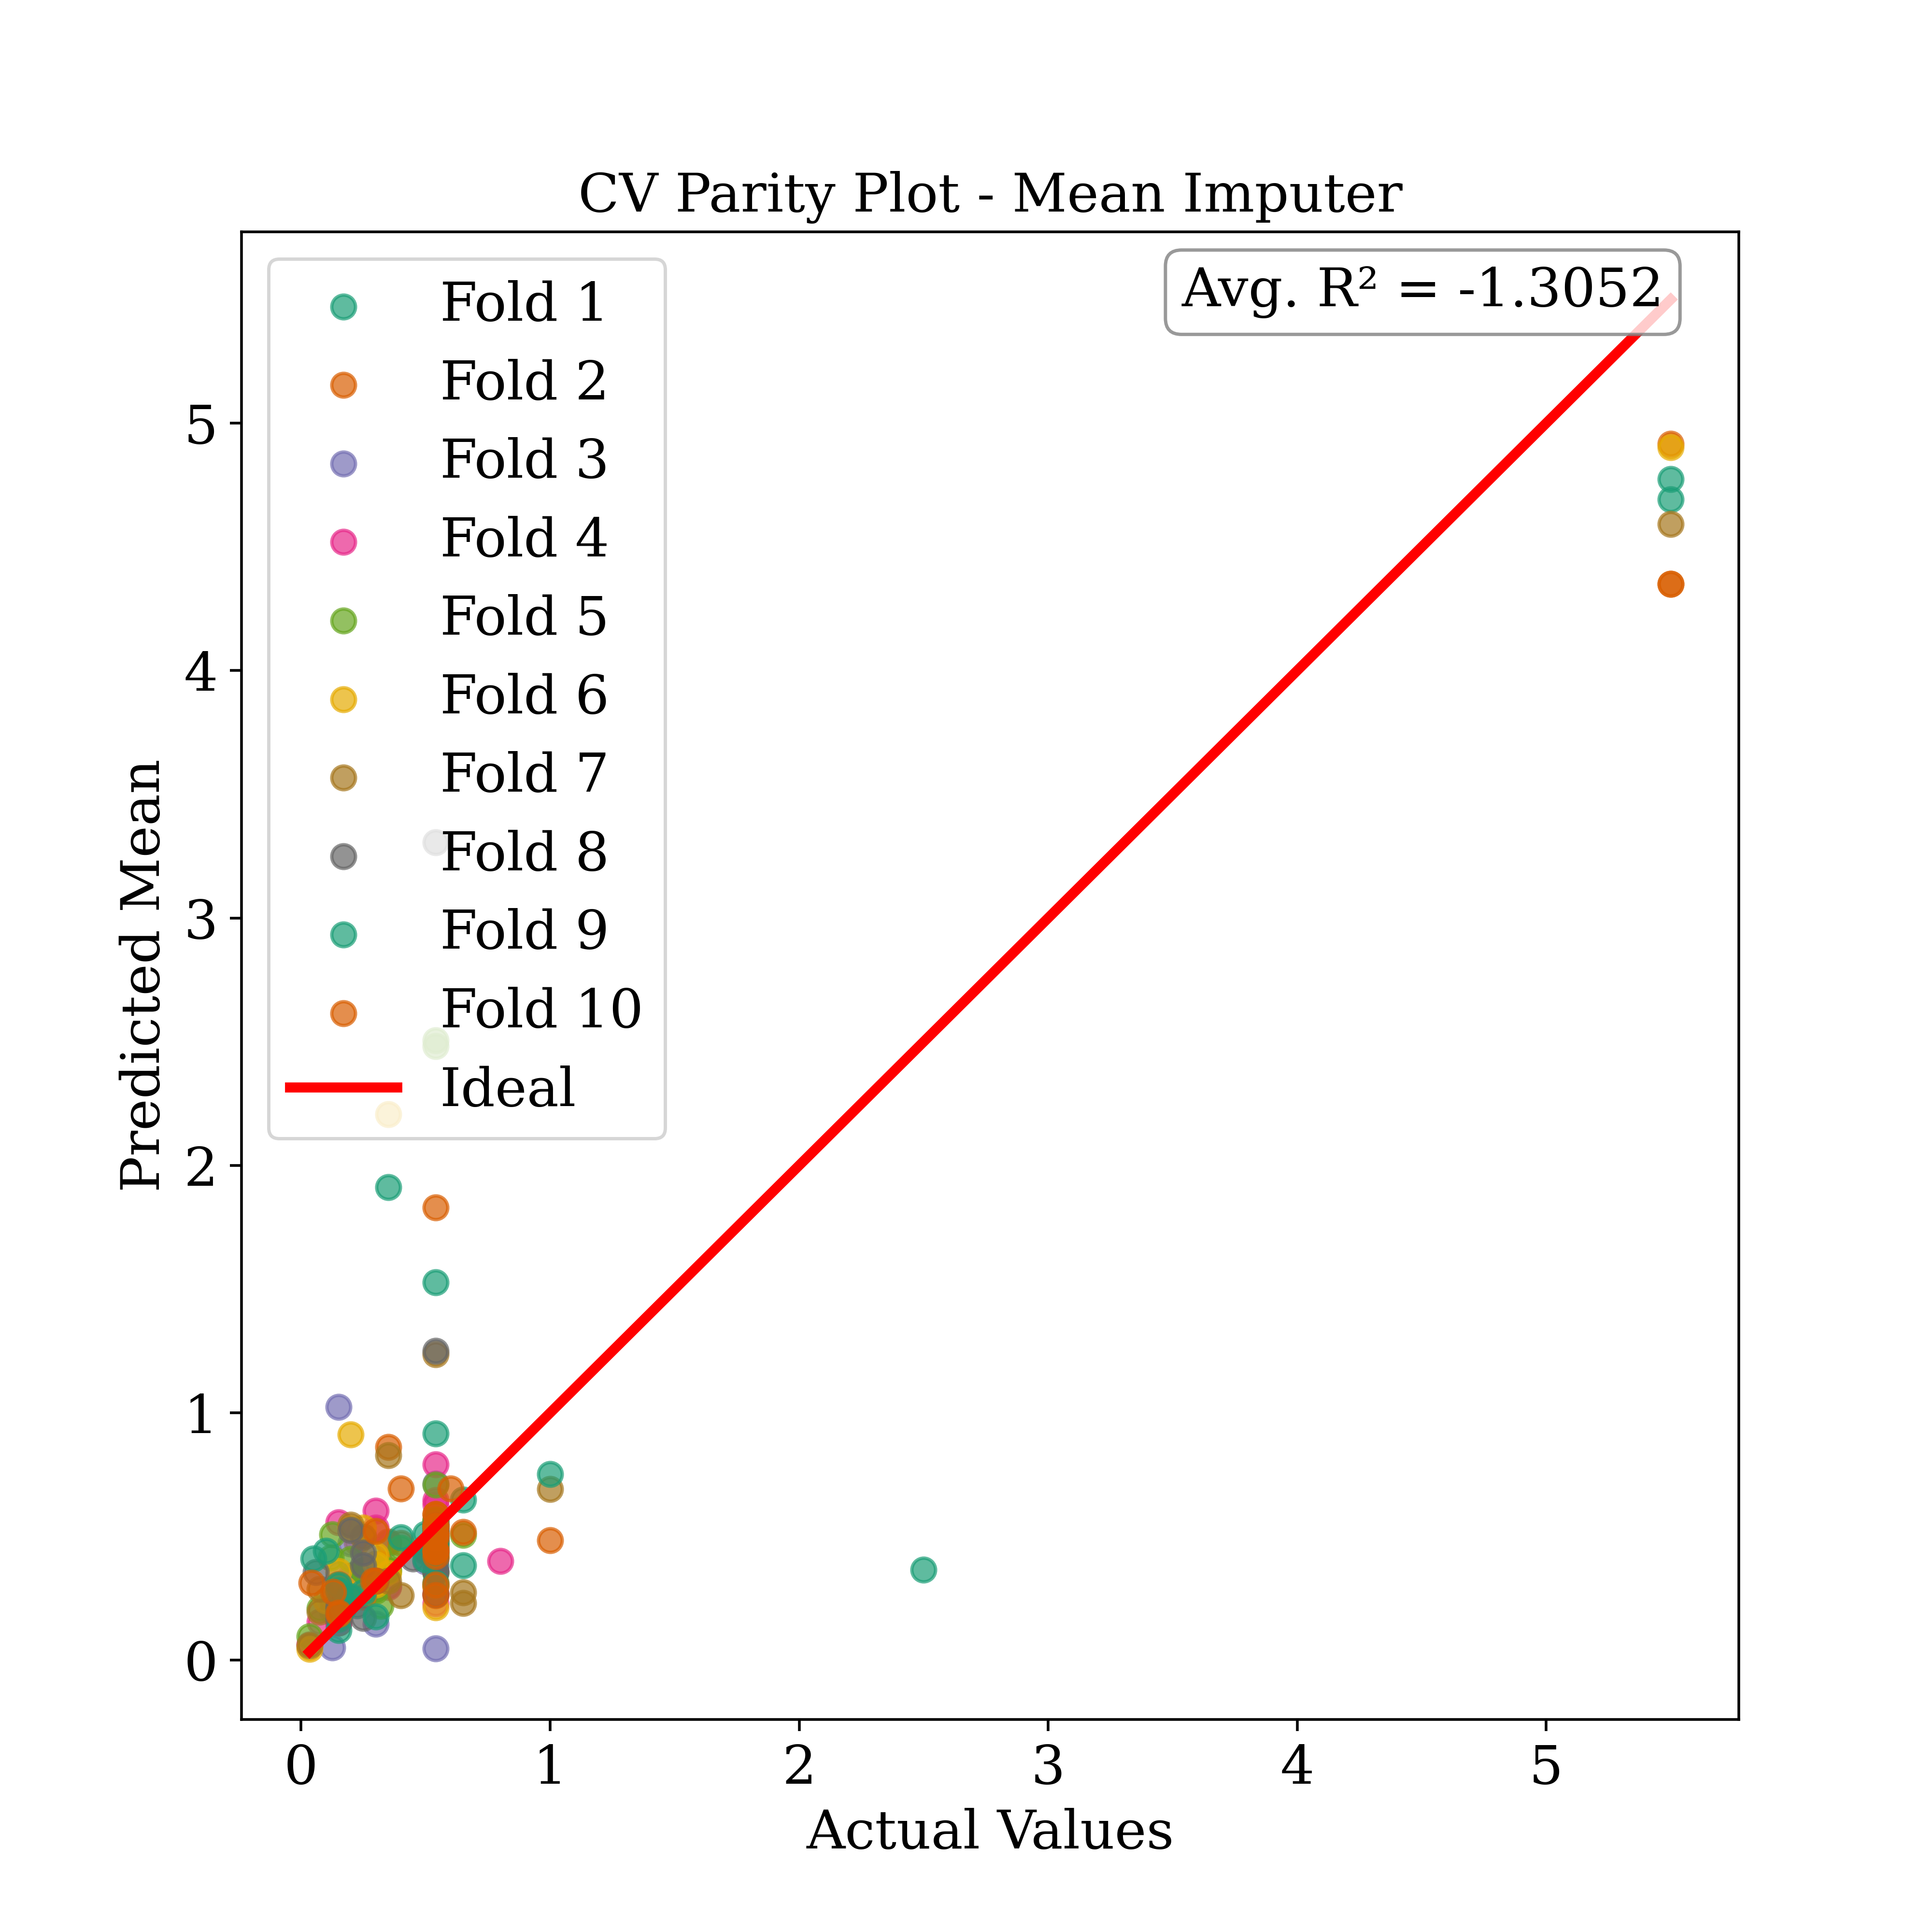 CV Parity Plot - Mean Imputer
Avg. R² = -1.3052
Fold 1
Fold 2
Fold 3
Fold 4
Fold 5
Fold 6
Fold 7
Fold 8
Fold 9
Fold 10
Ideal
Predicted Mean
5
4
3
2
1
0
0 1 2 3 4 5
Actual Values